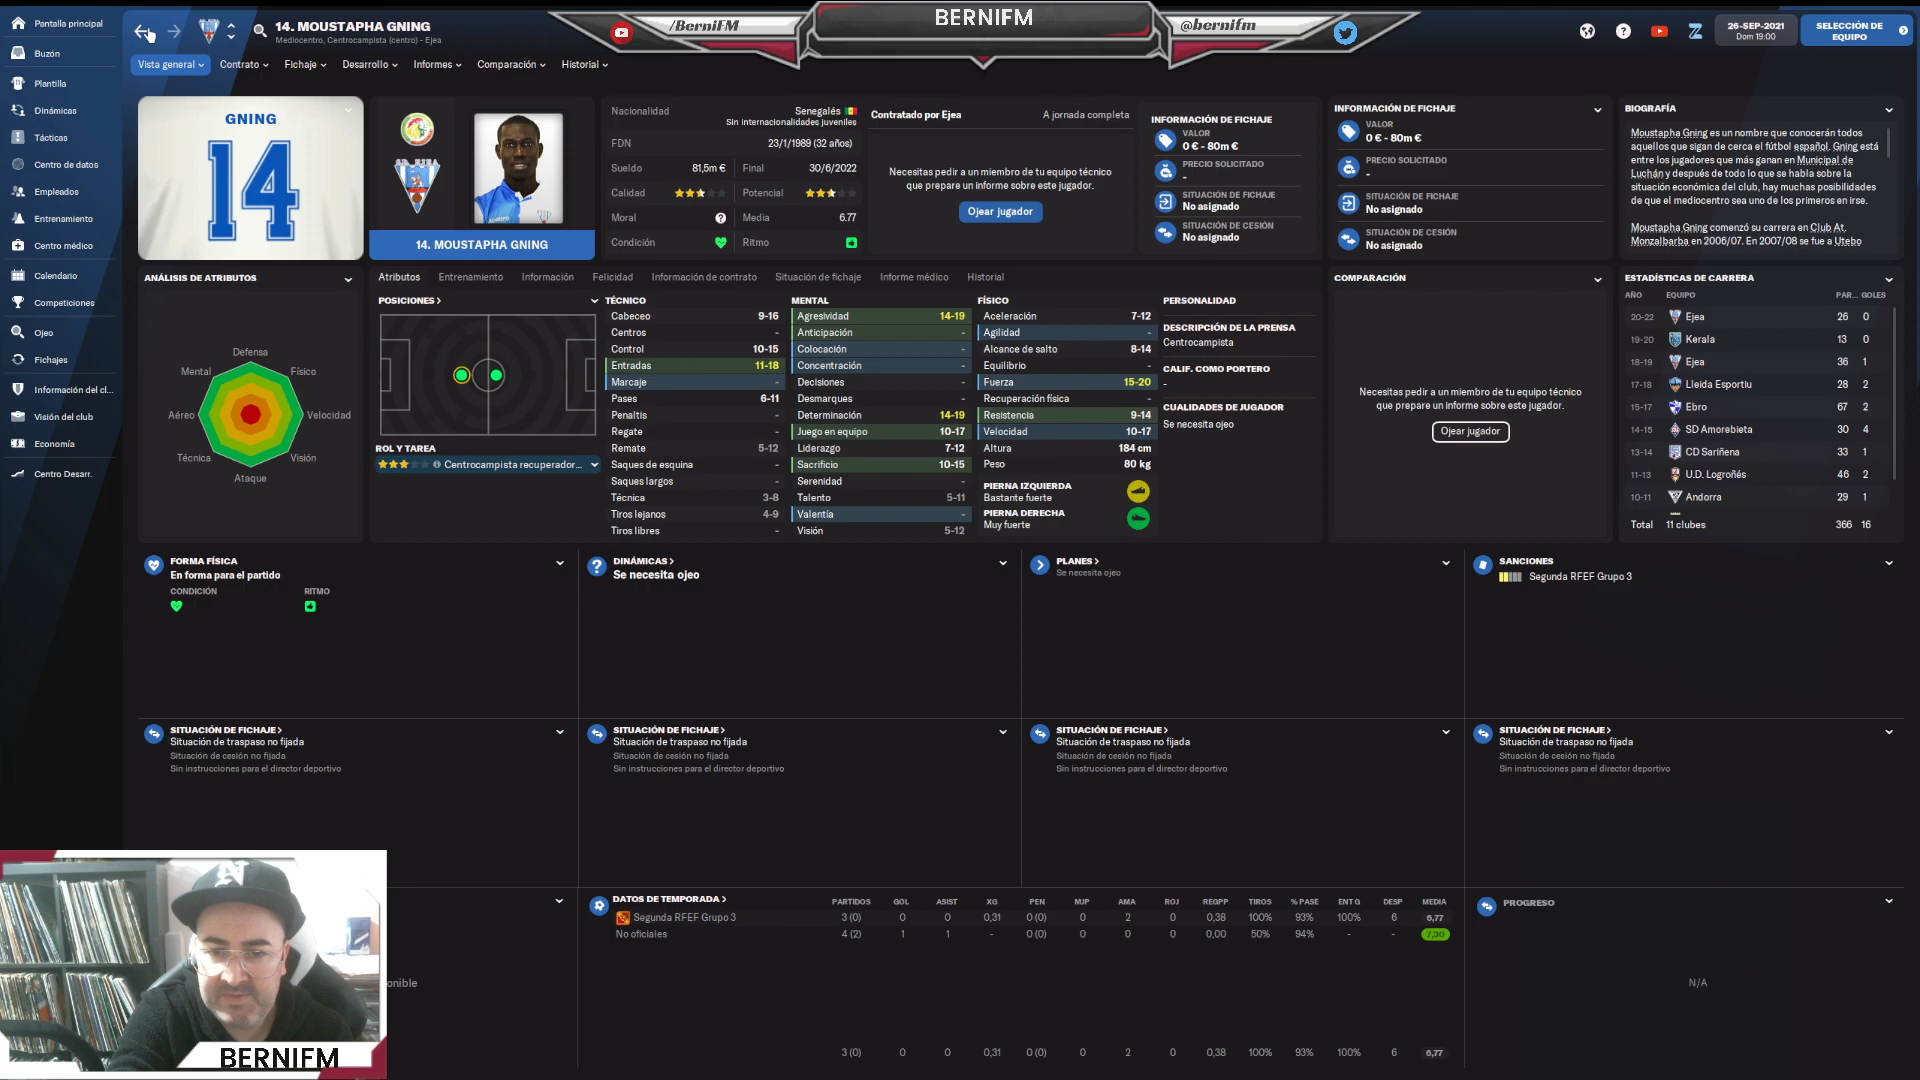 Pantalla principal
Buzón
Plantilla
Dinámicas
Tácticas
Centro de datos
Empleados
Entrenamiento
Centro médico
Calendario
Competiciones
Ojeo
Fichajes
Información del cl...
Visión del club
Economía
Centro Desarr.
14. MOUSTAPHA GNING
Mediocentro, Centrocampista (centro) - Ejea
/BerniFM
BERNIFM
@bernifm
26-SEP-2021
Dom 19:00
SELECCIÓN DE EQUIPO
Vista general
Contrato
Fichaje
Desarrollo
Informes
Comparación
Historial
GNING
14
14. MOUSTAPHA GNING
Nacionalidad Senegalés
Sin internacionalidades juveniles
FDN 23/1/1989 (32 años)
Sueldo 81,5m € Final 30/6/2022
Calidad Potencial
Moral Media 6.77
Condición Ritmo
Contratado por Ejea A jornada completa
Necesitas pedir a un miembro de tu equipo técnico
que prepare un informe sobre este jugador.
Ojear jugador
INFORMACIÓN DE FICHAJE
VALOR
0 € - 80m €
PRECIO SOLICITADO
-
SITUACIÓN DE FICHAJE
No asignado
SITUACIÓN DE CESIÓN
No asignado
INFORMACIÓN DE FICHAJE
VALOR
0 € - 80m €
PRECIO SOLICITADO
-
SITUACIÓN DE FICHAJE
No asignado
SITUACIÓN DE CESIÓN
No asignado
BIOGRAFÍA
Moustapha Gning es un nombre que conocerán todos
aquellos que sigan de cerca el fútbol español. Gning está
entre los jugadores que más ganan en Municipal de
Luchán y después de todo lo que se habla sobre la
situación económica del club, hay muchas posibilidades
de que el mediocentro sea uno de los primeros en irse.
Moustapha Gning comenzó su carrera en Club At.
Monzalbarba en 2006/07. En 2007/08 se fue a Utebo
ANÁLISIS DE ATRIBUTOS
Defensa
Mental
Físico
Aéreo
Velocidad
Técnica
Visión
Ataque
Atributos
Entrenamiento
Información
Felicidad
Información de contrato
Situación de fichaje
Informe médico
Historial
POSICIONES >
ROL Y TAREA
Centrocampista recuperador...
TÉCNICO
Cabeceo 9-16
Centros -
Control 10-15
Entradas 11-18
Marcaje -
Pases 6-11
Penaltis -
Regate -
Remate 5-12
Saques de esquina -
Saques largos -
Técnica 3-8
Tiros lejanos 4-9
Tiros libres -
MENTAL
Agresividad 14-19
Anticipación -
Colocación -
Concentración -
Decisiones -
Desmarques -
Determinación 14-19
Juego en equipo 10-17
Liderazgo 7-12
Sacrificio 10-15
Serenidad -
Talento 5-11
Valentía -
Visión 5-12
FÍSICO
Aceleración 7-12
Agilidad -
Alcance de salto 8-14
Equilibrio -
Fuerza 15-20
Recuperación física -
Resistencia 9-14
Velocidad 10-17
Altura 184 cm
Peso 80 kg
PIERNA IZQUIERDA
Bastante fuerte
PIERNA DERECHA
Muy fuerte
PERSONALIDAD
DESCRIPCIÓN DE LA PRENSA
Centrocampista
CALIF. COMO PORTERO
-
CUALIDADES DE JUGADOR
Se necesita ojeo
COMPARACIÓN
Necesitas pedir a un miembro de tu equipo técnico
que prepare un informe sobre este jugador.
Ojear jugador
ESTADÍSTICAS DE CARRERA
AÑO EQUIPO PAR... GOLES
20-22 Ejea 26 0
19-20 Kerala 13 0
18-19 Ejea 36 1
17-18 Lleida Esportiu 28 2
15-17 Ebro 67 2
14-15 SD Amorebieta 30 4
13-14 CD Sariñena 33 1
11-13 U.D. Logroñés 46 2
10-11 Andorra 29 1
Total 11 clubes 366 16
FORMA FÍSICA
En forma para el partido
CONDICIÓN RITMO
DINÁMICAS >
Se necesita ojeo
PLANES >
Se necesita ojeo
SANCIONES
Segunda RFEF Grupo 3
SITUACIÓN DE FICHAJE >
Situación de traspaso no fijada
Situación de cesión no fijada
Sin instrucciones para el director deportivo
SITUACIÓN DE FICHAJE >
Situación de traspaso no fijada
Situación de cesión no fijada
Sin instrucciones para el director deportivo
SITUACIÓN DE FICHAJE >
Situación de traspaso no fijada
Situación de cesión no fijada
Sin instrucciones para el director deportivo
SITUACIÓN DE FICHAJE >
Situación de traspaso no fijada
Situación de cesión no fijada
Sin instrucciones para el director deportivo
onible
BERNIFM
DATOS DE TEMPORADA > PARTIDOS GOL ASIST XG PEN MJP AMA ROJ REGPP TIROS % PASE ENT G DESP MEDIA
Segunda RFEF Grupo 3 3 (0) 0 0 0,31 0 (0) 0 2 0 0,38 100% 93% 100% 6 6,77
No oficiales 4 (2) 1 1 - 0 (0) 0 0 0 0,00 50% 94% - - 7,30
3 (0) 0 0 0,31 0 (0) 0 2 0 0,38 100% 93% 100% 6 6,77
PROGRESO
N/A